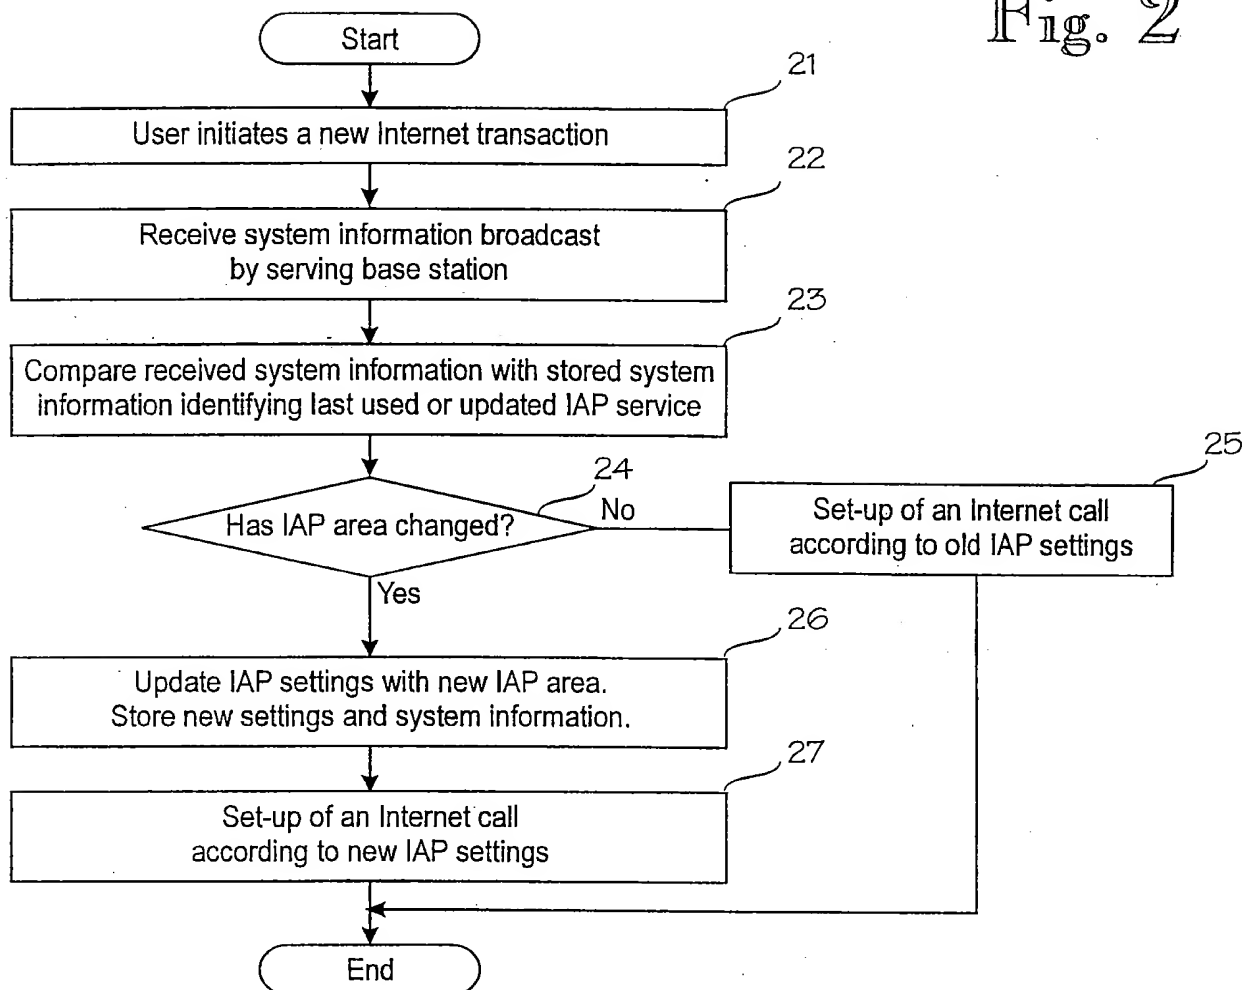 Fig. 2
Start
21
User initiates a new Internet transaction
22
Receive system information broadcast
by serving base station
23
Compare received system information with stored system
information identifying last used or updated IAP service
24
Has IAP area changed?
No
25
Set-up of an Internet call
according to old IAP settings
Yes
26
Update IAP settings with new IAP area.
Store new settings and system information.
27
Set-up of an Internet call
according to new IAP settings
End